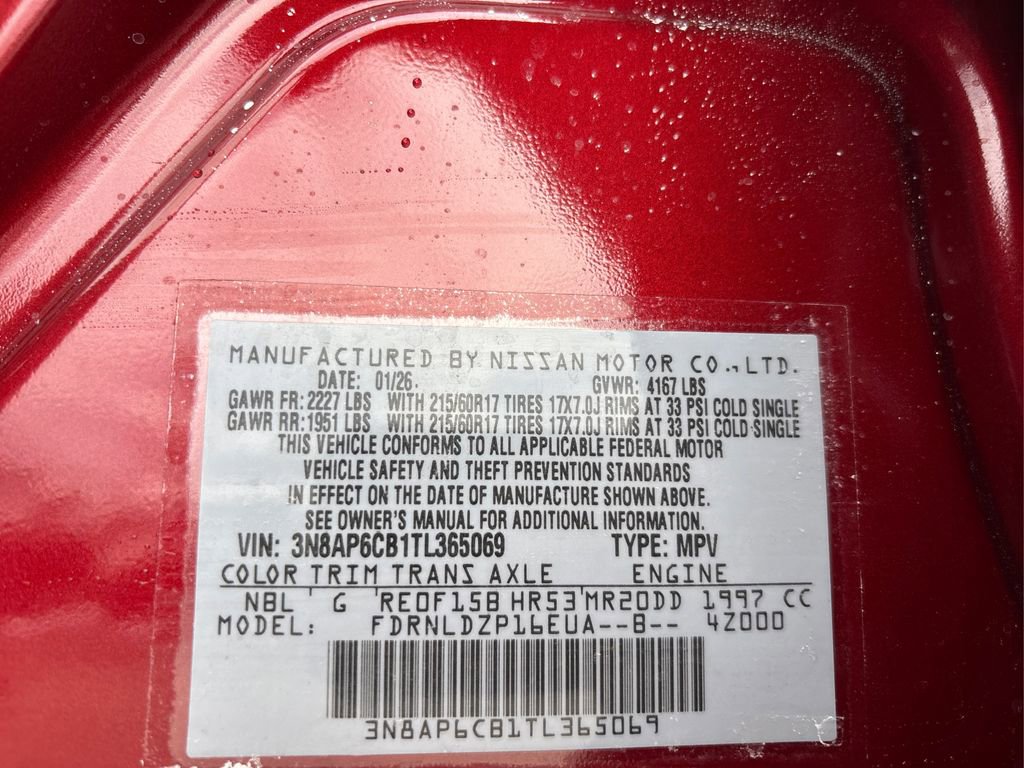 MANUFACTURED BY NISSAN MOTOR CO.,LTD.
DATE: 01/26. GVWR: 4167 LBS
GAWR FR: 2227 LBS WITH 215/60R17 TIRES 17X7.0J RIMS AT 33 PSI COLD SINGLE
GAWR RR: 1951 LBS WITH 215/60R17 TIRES 17X7.0J RIMS AT 33 PSI COLD SINGLE
THIS VEHICLE CONFORMS TO ALL APPLICABLE FEDERAL MOTOR
VEHICLE SAFETY AND THEFT PREVENTION STANDARDS
IN EFFECT ON THE DATE OF MANUFACTURE SHOWN ABOVE.
SEE OWNER'S MANUAL FOR ADDITIONAL INFORMATION.
VIN: 3N8AP6CB1TL365069 TYPE: MPV
COLOR TRIM TRANS AXLE ENGINE
NBL G RE0F15B HR53 MR20DD 1997 CC
MODEL: FDRNLDZP16EUA--B-- 4Z000
3N8AP6CB1TL365069